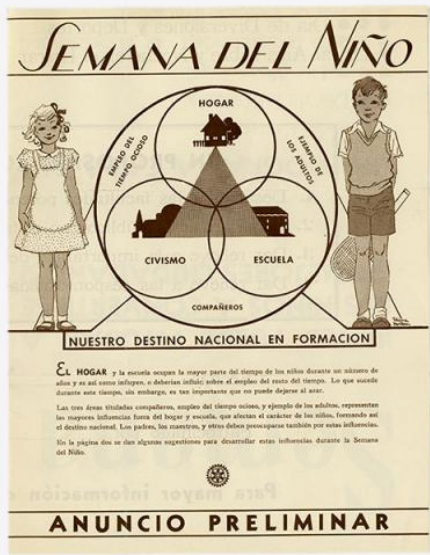 SEMANA DEL NIÑO
HOGAR
EMPLEO DEL
TIEMPO OCIOSO
EJEMPLO DE
LOS ADULTOS
CIVISMO
ESCUELA
COMPAÑEROS
NUESTRO DESTINO NACIONAL EN FORMACION
EL HOGAR y la escuela ocupan la mayor parte del tiempo de los niños durante un número de
años y es así como influyen, o deberían influir, sobre el empleo del resto del tiempo. Lo que sucede
durante este tiempo, sin embargo, es tan importante que no puede dejarse al azar.
Las tres áreas tituladas compañeros, empleo del tiempo ocioso, y ejemplo de los adultos, representan
las mayores influencias fuera del hogar y escuela, que afectan el carácter de los niños, formando así
el destino nacional. Los padres, los maestros, y otros deben preocuparse también por estas influencias.
En la página dos se dan algunas sugestiones para desarrollar estas influencias durante la Semana
del Niño.
ANUNCIO PRELIMINAR